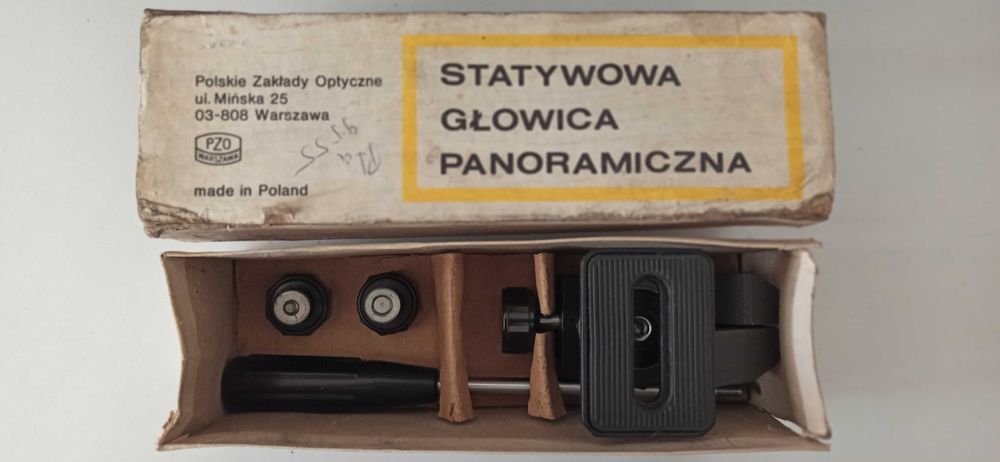 Polskie Zakłady Optyczne
ul. Mińska 25
03-808 Warszawa
PZO
WARSZAWA
made in Poland
STATYWOWA
GŁOWICA
PANORAMICZNA